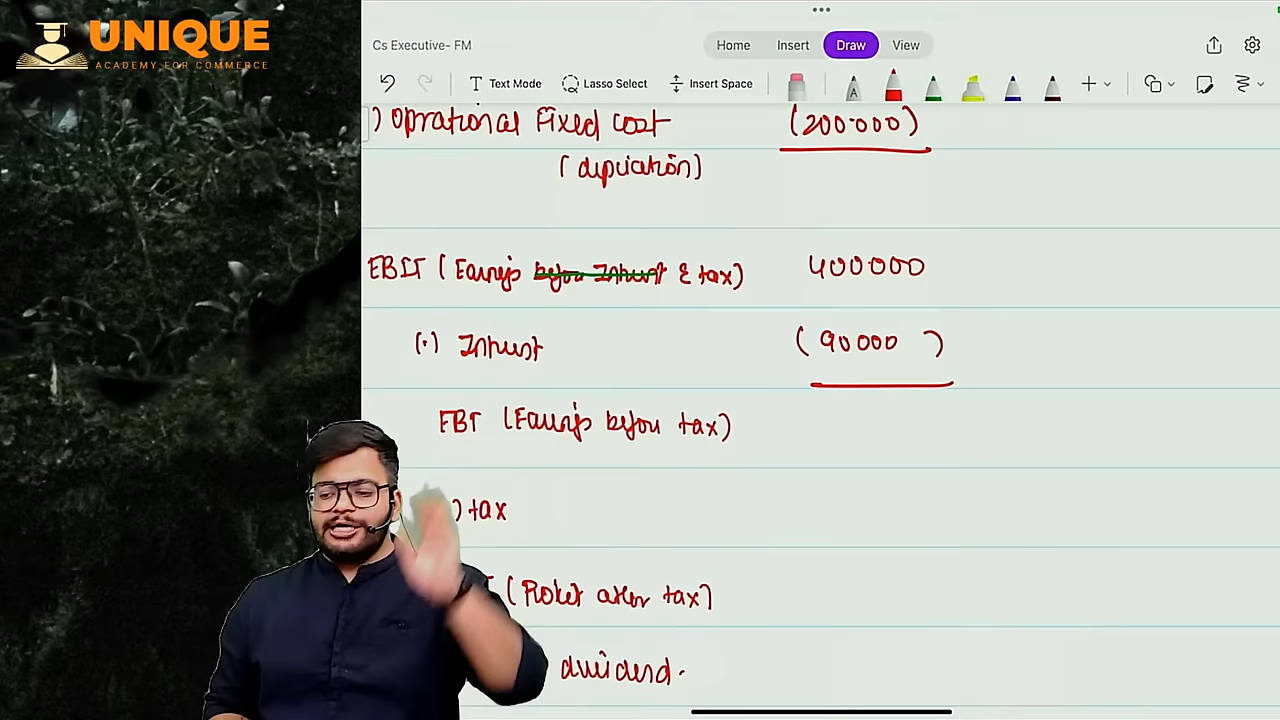 UNIQUE
ACADEMY FOR COMMERCE
Cs Executive- FM
Home Insert Draw View
Text Mode Lasso Select Insert Space
) Oprational Fixed cost (200000)
(depriation)
EBIT ( Earnings before Interest & tax) 400000
(-) Interest (90000 )
EBT (Earnings before tax)
) tax
(Profit after tax)
dividend.